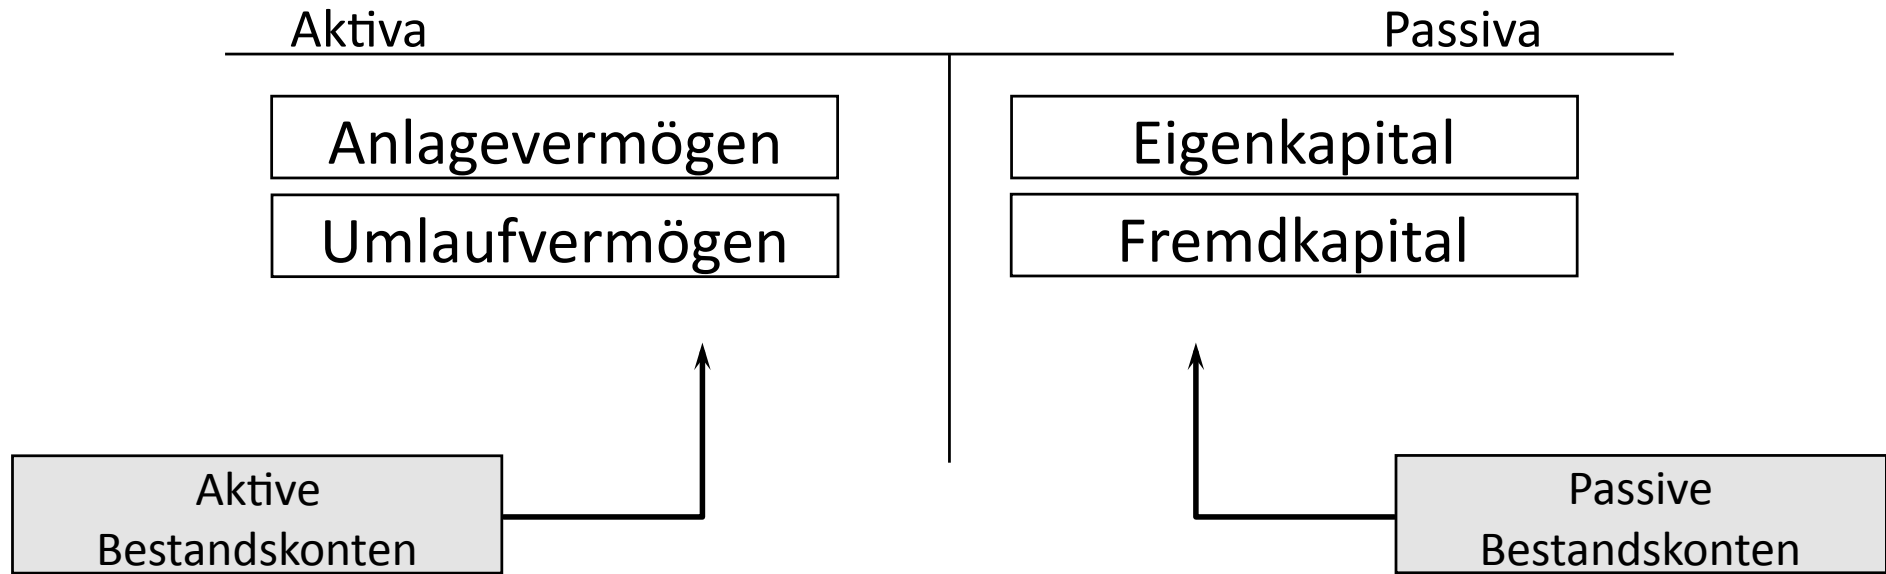 Aktiva
Passiva
Anlagevermögen
Eigenkapital
Umlaufvermögen
Fremdkapital
Aktive
Bestandskonten
Passive
Bestandskonten